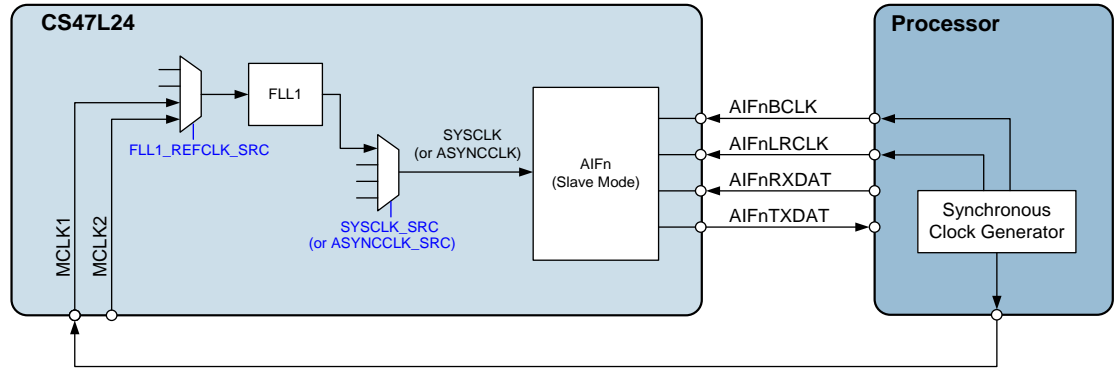 CS47L24
Processor
FLL1
FLL1_REFCLK_SRC
SYSCLK
(or ASYNCCLK)
SYSCLK_SRC
(or ASYNCCLK_SRC)
AIFn
(Slave Mode)
AIFnBCLK
AIFnLRCLK
AIFnRXDAT
AIFnTXDAT
Synchronous
Clock Generator
MCLK1
MCLK2